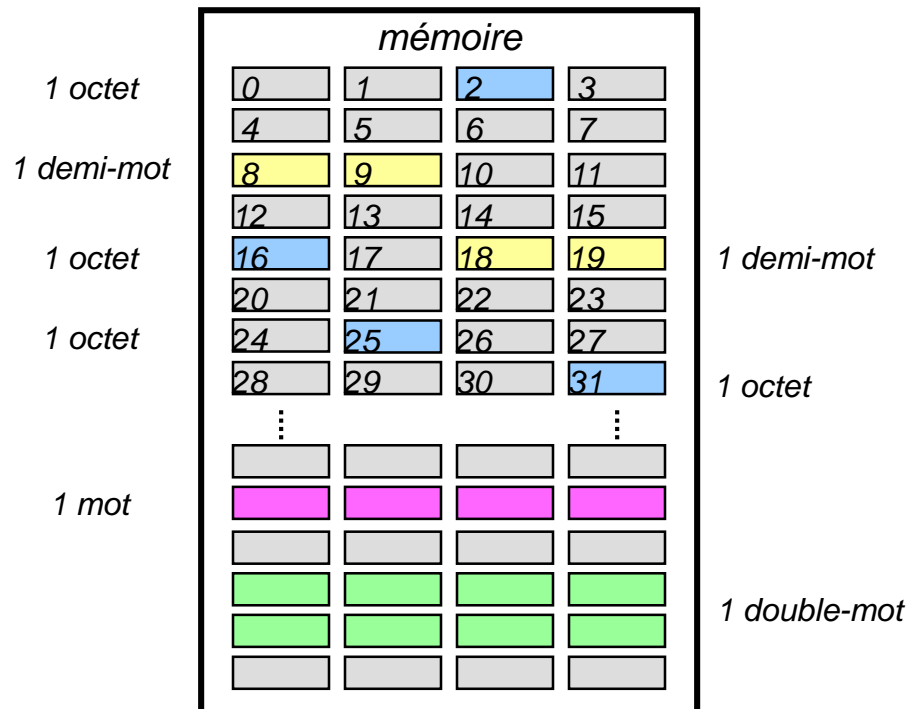 mémoire
1 octet 0 1 2 3
4 5 6 7
1 demi-mot 8 9 10 11
12 13 14 15
1 octet 16 17 18 19 1 demi-mot
20 21 22 23
1 octet 24 25 26 27
28 29 30 31 1 octet
1 mot
1 double-mot